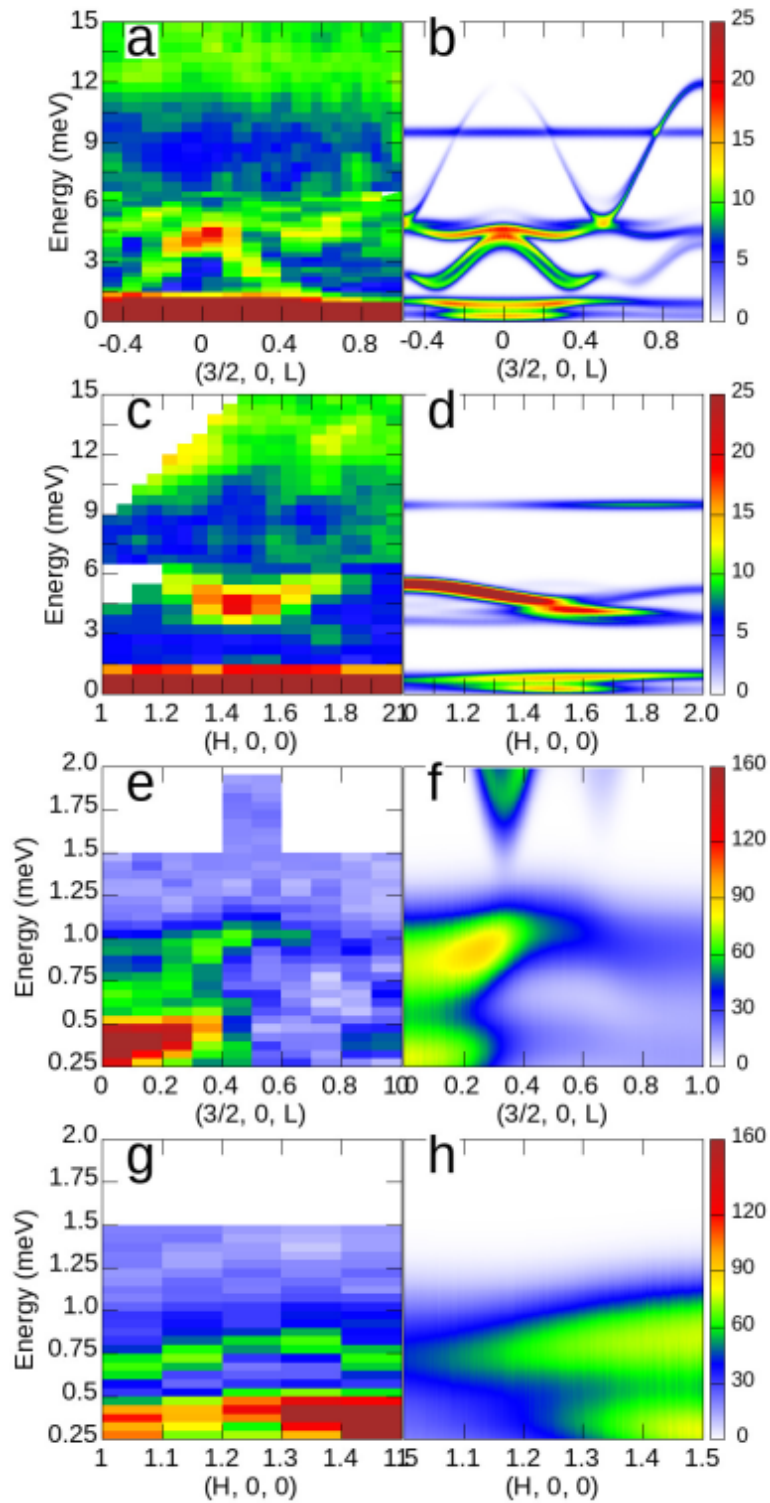 a b
15 12 9 6 3 0
Energy (meV)
25 20 15 10 5 0
-0.4 0 0.4 0.8 -0.4 0 0.4 0.8
(3/2, 0, L) (3/2, 0, L)
c d
15 12 9 6 3 0
Energy (meV)
25 20 15 10 5 0
1 1.2 1.4 1.6 1.8 2.0 1.2 1.4 1.6 1.8 2.0
(H, 0, 0) (H, 0, 0)
e f
2.0 1.75 1.5 1.25 1.0 0.75 0.5 0.25
Energy (meV)
160 120 90 60 30 0
0 0.2 0.4 0.6 0.8 1.0 0.2 0.4 0.6 0.8 1.0
(3/2, 0, L) (3/2, 0, L)
g h
2.0 1.75 1.5 1.25 1.0 0.75 0.5 0.25
Energy (meV)
160 120 90 60 30 0
1 1.1 1.2 1.3 1.4 1.5 1.1 1.2 1.3 1.4 1.5
(H, 0, 0) (H, 0, 0)